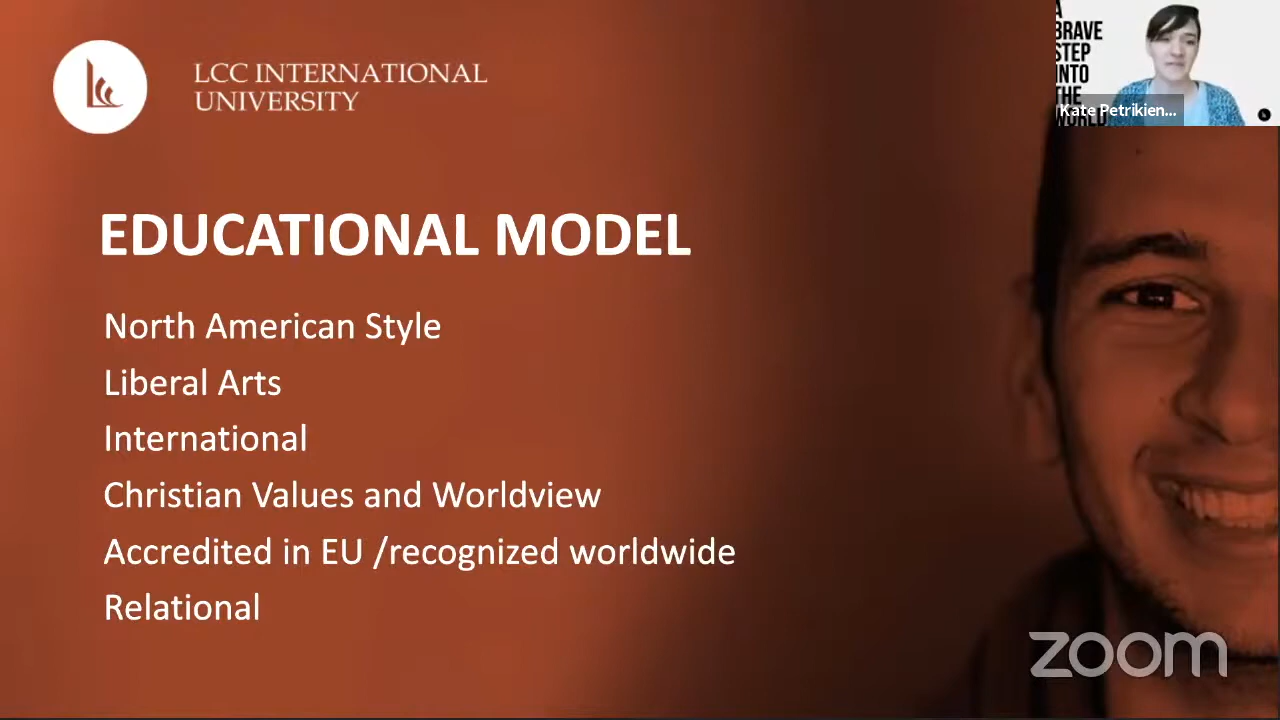 LCC INTERNATIONAL
UNIVERSITY
A
BRAVE
STEP
INTO
THE
WORLD
Kate Petrikien...
EDUCATIONAL MODEL
North American Style
Liberal Arts
International
Christian Values and Worldview
Accredited in EU /recognized worldwide
Relational
zoom